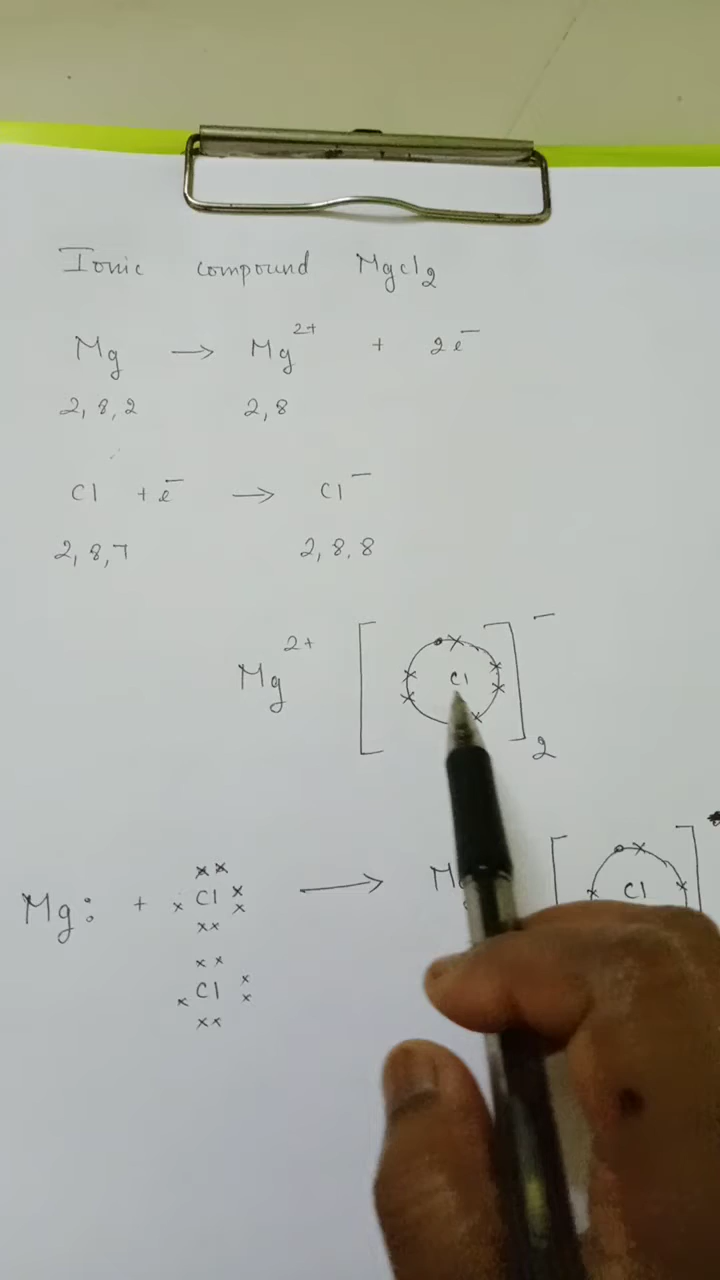 Ionic compound Mgcl₂
Mg → Mg²⁺ + 2e⁻
2, 8, 2 2, 8
Cl + e⁻ → Cl⁻
2, 8, 7 2, 8, 8
Mg²⁺ [ Cl ]⁻₂
Mg: + Cl → [ Cl ]
Cl